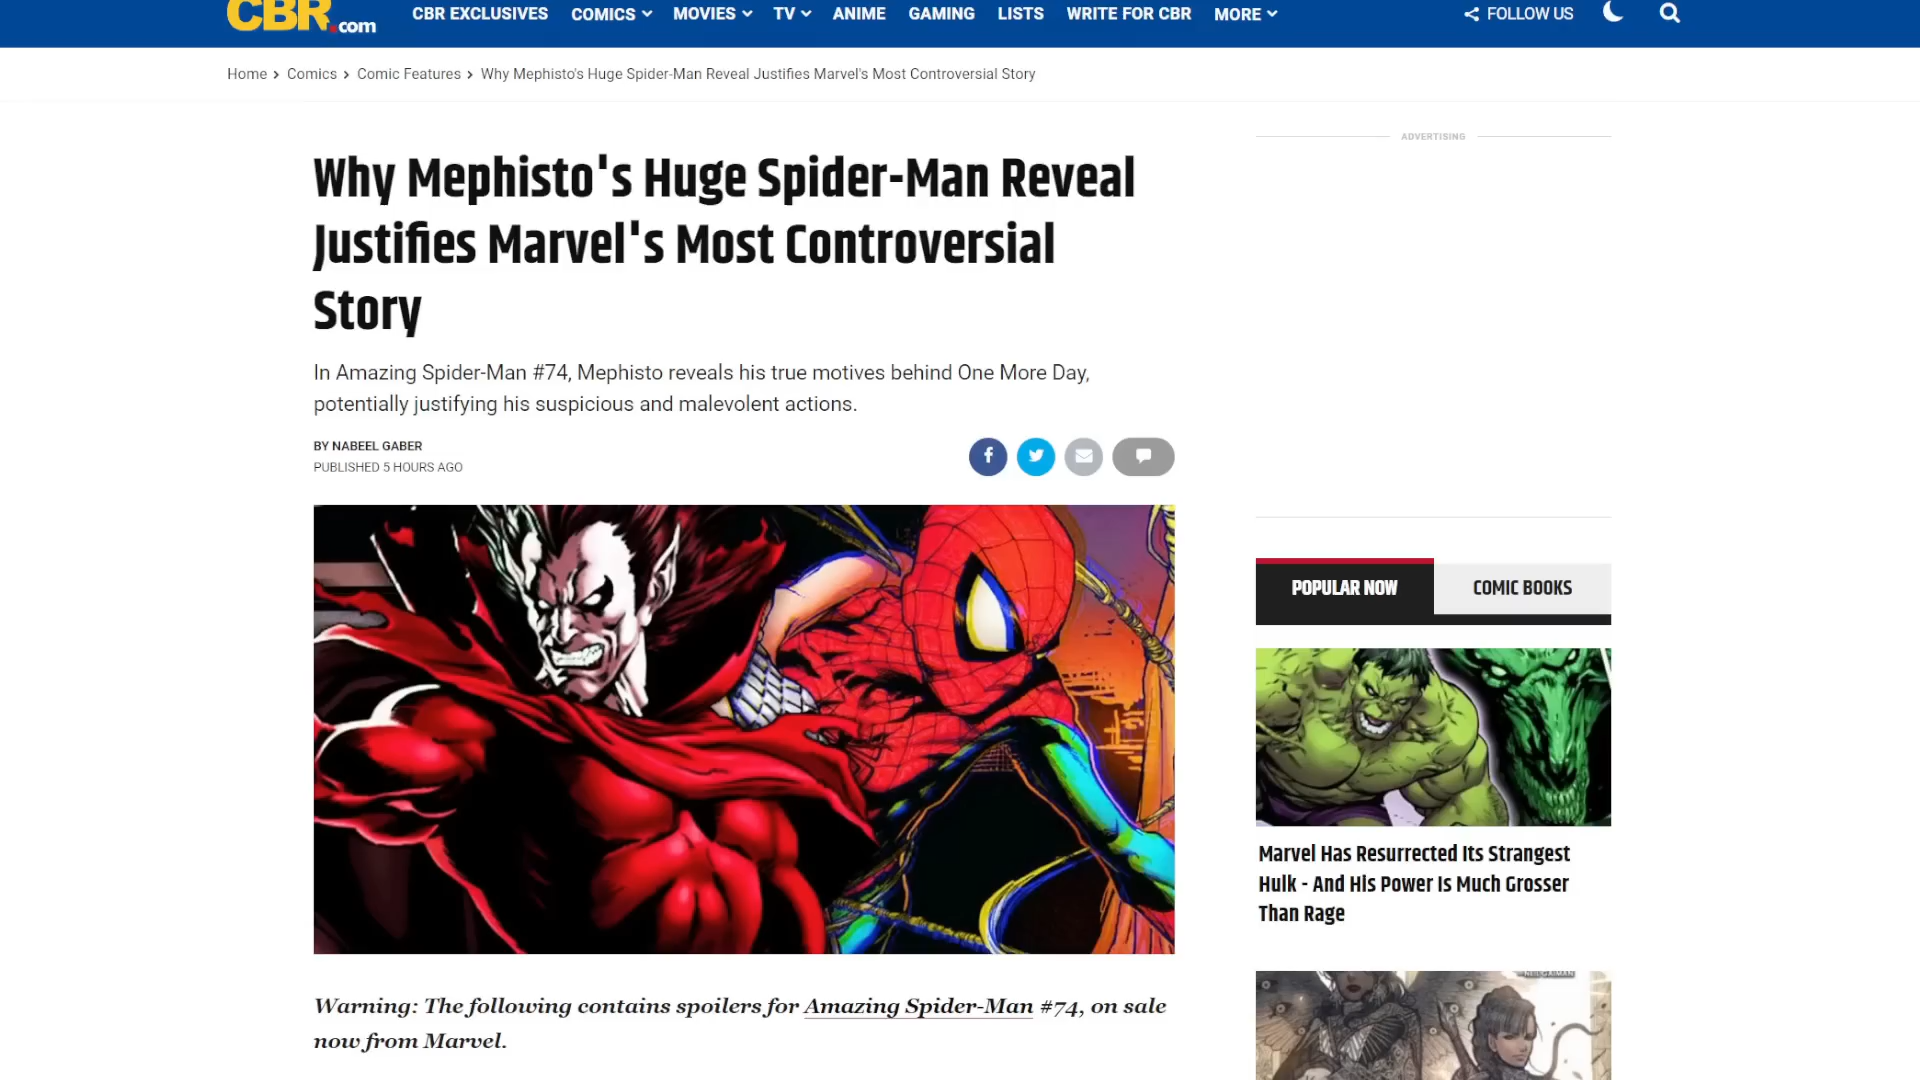 CBR.com
CBR EXCLUSIVES COMICS MOVIES TV ANIME GAMING LISTS WRITE FOR CBR MORE FOLLOW US
Home > Comics > Comic Features > Why Mephisto's Huge Spider-Man Reveal Justifies Marvel's Most Controversial Story
ADVERTISING
Why Mephisto's Huge Spider-Man Reveal
Justifies Marvel's Most Controversial
Story
In Amazing Spider-Man #74, Mephisto reveals his true motives behind One More Day,
potentially justifying his suspicious and malevolent actions.
BY NABEEL GABER
PUBLISHED 5 HOURS AGO
Warning: The following contains spoilers for Amazing Spider-Man #74, on sale
now from Marvel.
POPULAR NOW
COMIC BOOKS
Marvel Has Resurrected Its Strangest
Hulk - And His Power Is Much Grosser
Than Rage
NEIL GAIMAN